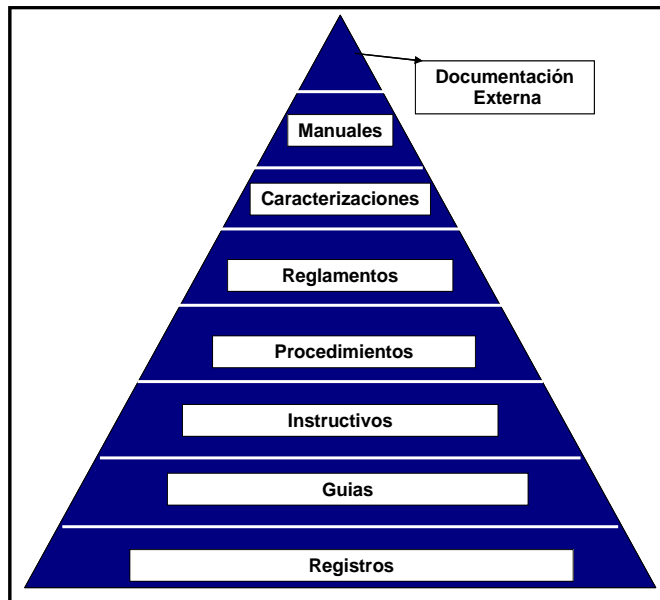 Documentación
Externa
Manuales
Caracterizaciones
Reglamentos
Procedimientos
Instructivos
Guias
Registros